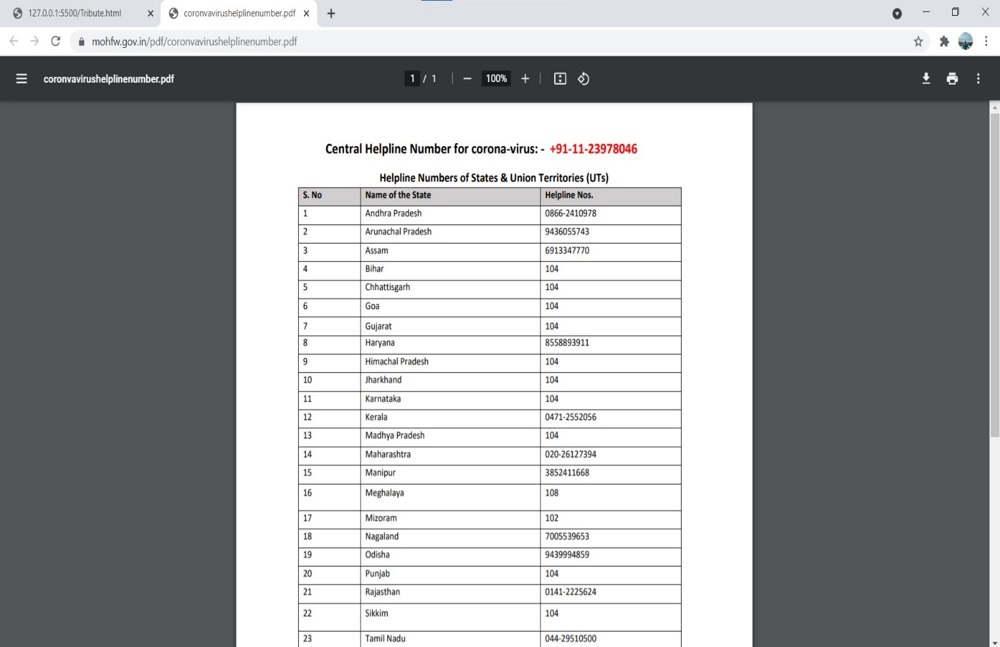 127.0.0.1:5500/Tribute.html
coronvavirushelplinenumber.pdf
mohfw.gov.in/pdf/coronvavirushelplinenumber.pdf
coronvavirushelplinenumber.pdf 1 / 1 100%
Central Helpline Number for corona-virus: - +91-11-23978046
Helpline Numbers of States & Union Territories (UTs)
S. No Name of the State Helpline Nos.
1 Andhra Pradesh 0866-2410978
2 Arunachal Pradesh 9436055743
3 Assam 6913347770
4 Bihar 104
5 Chhattisgarh 104
6 Goa 104
7 Gujarat 104
8 Haryana 8558893911
9 Himachal Pradesh 104
10 Jharkhand 104
11 Karnataka 104
12 Kerala 0471-2552056
13 Madhya Pradesh 104
14 Maharashtra 020-26127394
15 Manipur 3852411668
16 Meghalaya 108
17 Mizoram 102
18 Nagaland 7005539653
19 Odisha 9439994859
20 Punjab 104
21 Rajasthan 0141-2225624
22 Sikkim 104
23 Tamil Nadu 044-29510500